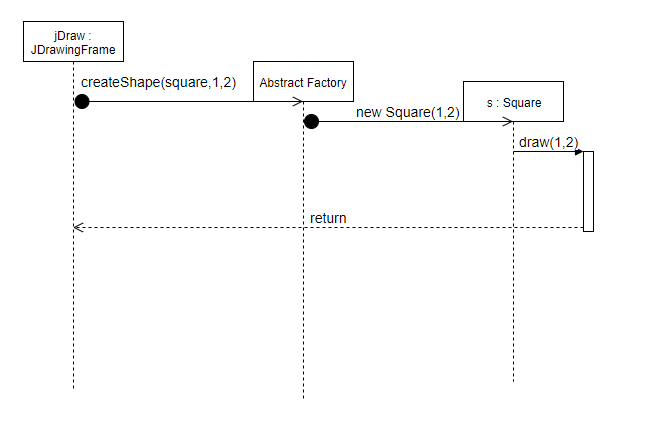 jDraw :
JDrawingFrame
createShape(square,1,2)
Abstract Factory
new Square(1,2)
s : Square
draw(1,2)
return